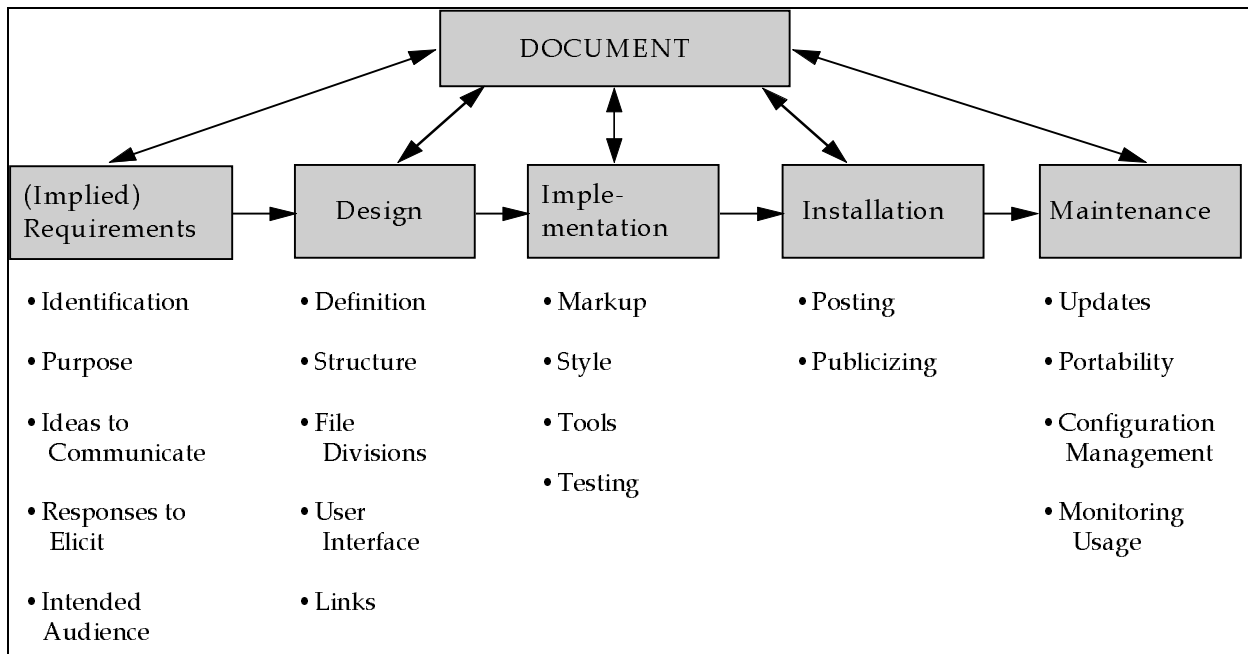 DOCUMENT
(Implied)
Requirements
Design
Imple-
mentation
Installation
Maintenance
• Identification
• Purpose
• Ideas to
Communicate
• Responses to
Elicit
• Intended
Audience
• Definition
• Structure
• File
Divisions
• User
Interface
• Links
• Markup
• Style
• Tools
• Testing
• Posting
• Publicizing
• Updates
• Portability
• Configuration
Management
• Monitoring
Usage